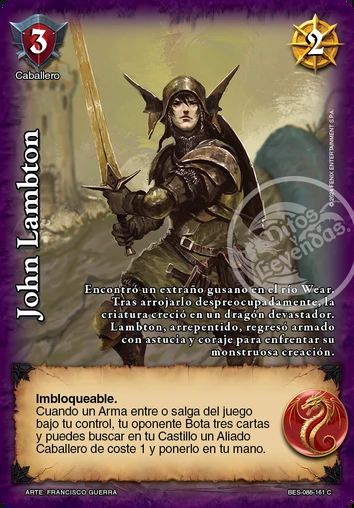 3
2
Caballero
John Lambton
© 2023 FENIX ENTERTAINMENT S.P.A.
Mitos y Leyendas
Encontró un extraño gusano en el río Wear.
Tras arrojarlo despreocupadamente, la
criatura creció en un dragón devastador.
Lambton, arrepentido, regresó armado
con astucia y coraje para enfrentar su
monstruosa creación.
Imbloqueable.
Cuando un Arma entre o salga del juego
bajo tu control, tu oponente Bota tres cartas
y puedes buscar en tu Castillo un Aliado
Caballero de coste 1 y ponerlo en tu mano.
ARTE: FRANCISCO GUERRA
BES-086-161 C